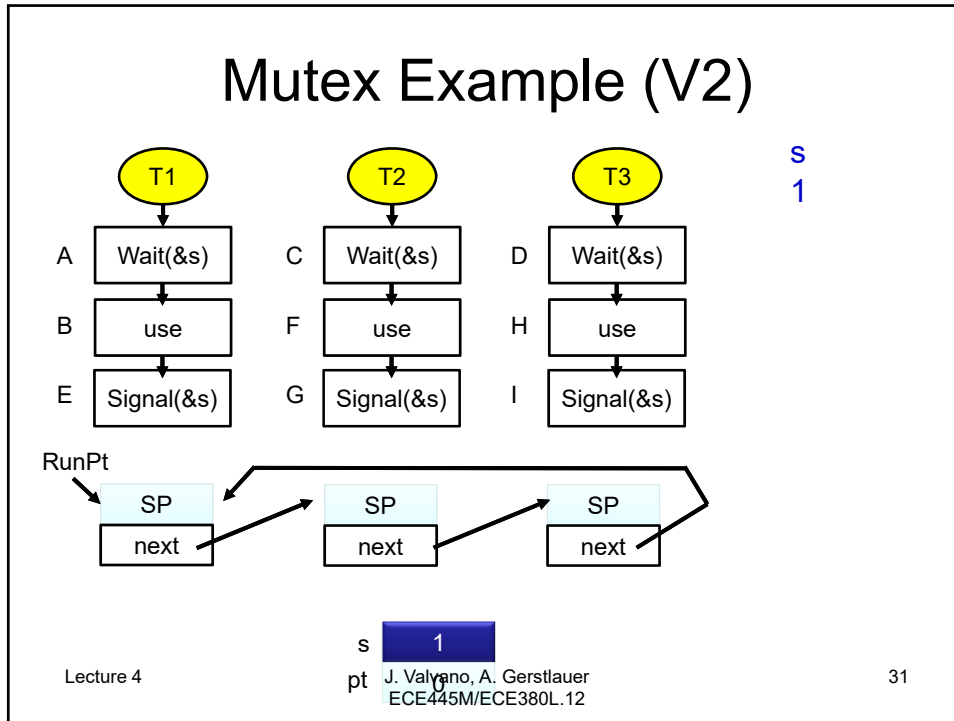 Mutex Example (V2)
s
T1 T2 T3
1
A Wait(&s) C Wait(&s) D Wait(&s)
B use F use H use
E Signal(&s) G Signal(&s) I Signal(&s)
RunPt
SP SP SP
next next next
s 1
pt 0
Lecture 4
J. Valvano, A. Gerstlauer
ECE445M/ECE380L.12
31